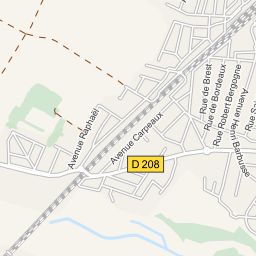 Avenue Raphaël
Avenue Carpeaux
D 208
Rue de Brest
Rue de Bordeaux
Rue Robert Bergogne
Avenue Henri Barbusse